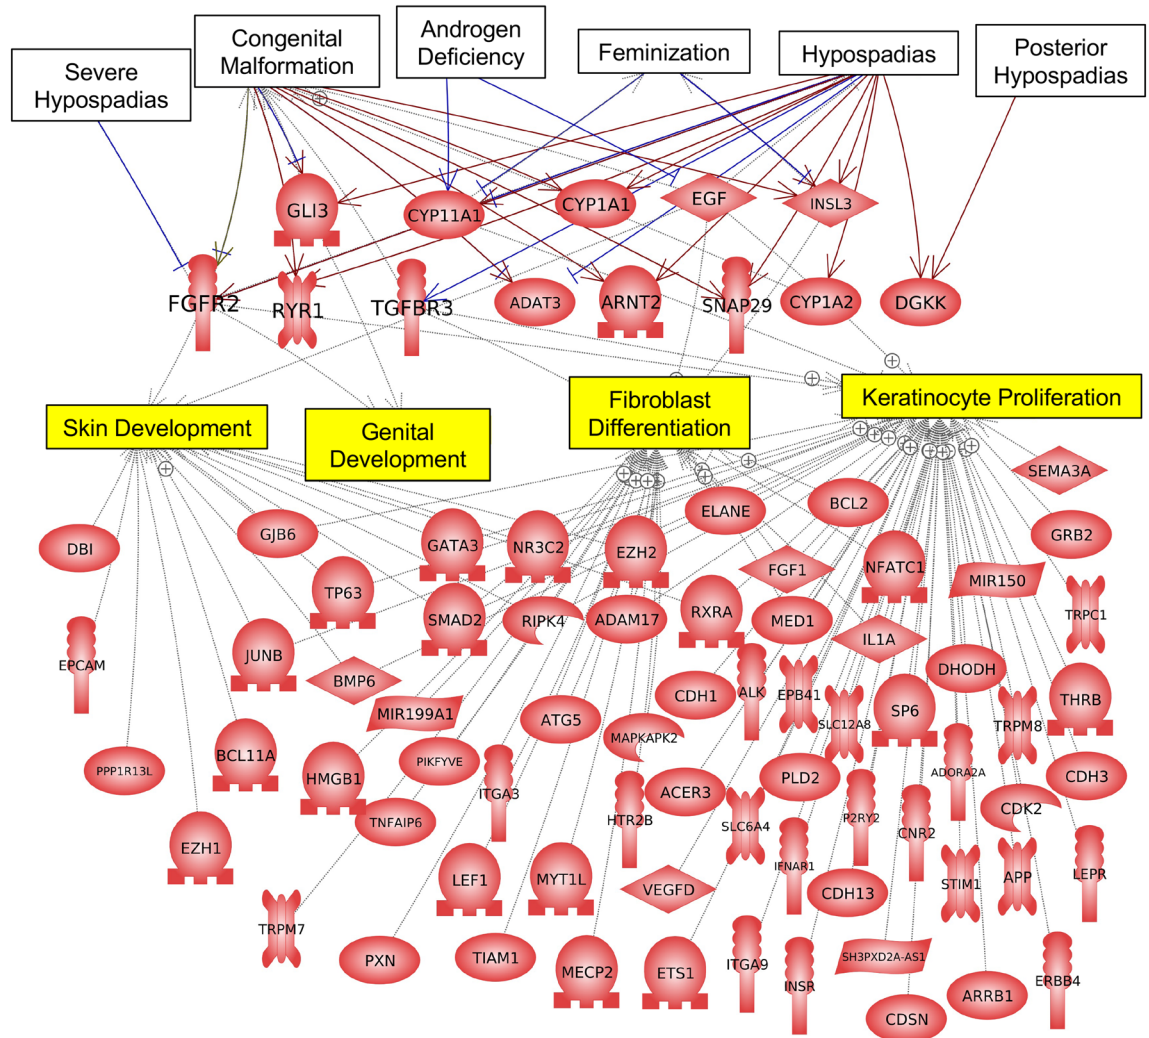 Severe
Hypospadias
Congenital
Malformation
Androgen
Deficiency
Feminization
Hypospadias
Posterior
Hypospadias
GLI3
CYP11A1
CYP1A1
EGF
INSL3
FGFR2
RYR1
TGFBR3
ADAT3
ARNT2
SNAP29
CYP1A2
DGKK
Skin Development
Genital
Development
Fibroblast
Differentiation
Keratinocyte Proliferation
SEMA3A
DBI
GJB6
GATA3
NR3C2
EZH2
ELANE
BCL2
GRB2
TP63
SMAD2
RIPK4
ADAM17
RXRA
FGF1
MED1
NFATC1
MIR150
TRPC1
EPCAM
JUNB
BMP6
IL1A
DHODH
MIR199A1
ATG5
CDH1
ALK
EPB41
SLC12A8
SP6
TRPM8
THRB
PPP1R13L
BCL11A
HMGB1
PIKFYVE
MAPKAPK2
ITGA3
ACER3
PLD2
ADORA2A
CDH3
EZH1
TNFAIP6
HTR2B
SLC6A4
P2RY2
CNR2
CDK2
LEF1
MYT1L
VEGFD
IFNAR1
CDH13
STIM1
APP
LEPR
TRPM7
PXN
TIAM1
MECP2
ETS1
ITGA9
INSR
SH3PXD2A-AS1
CDSN
ARRB1
ERBB4